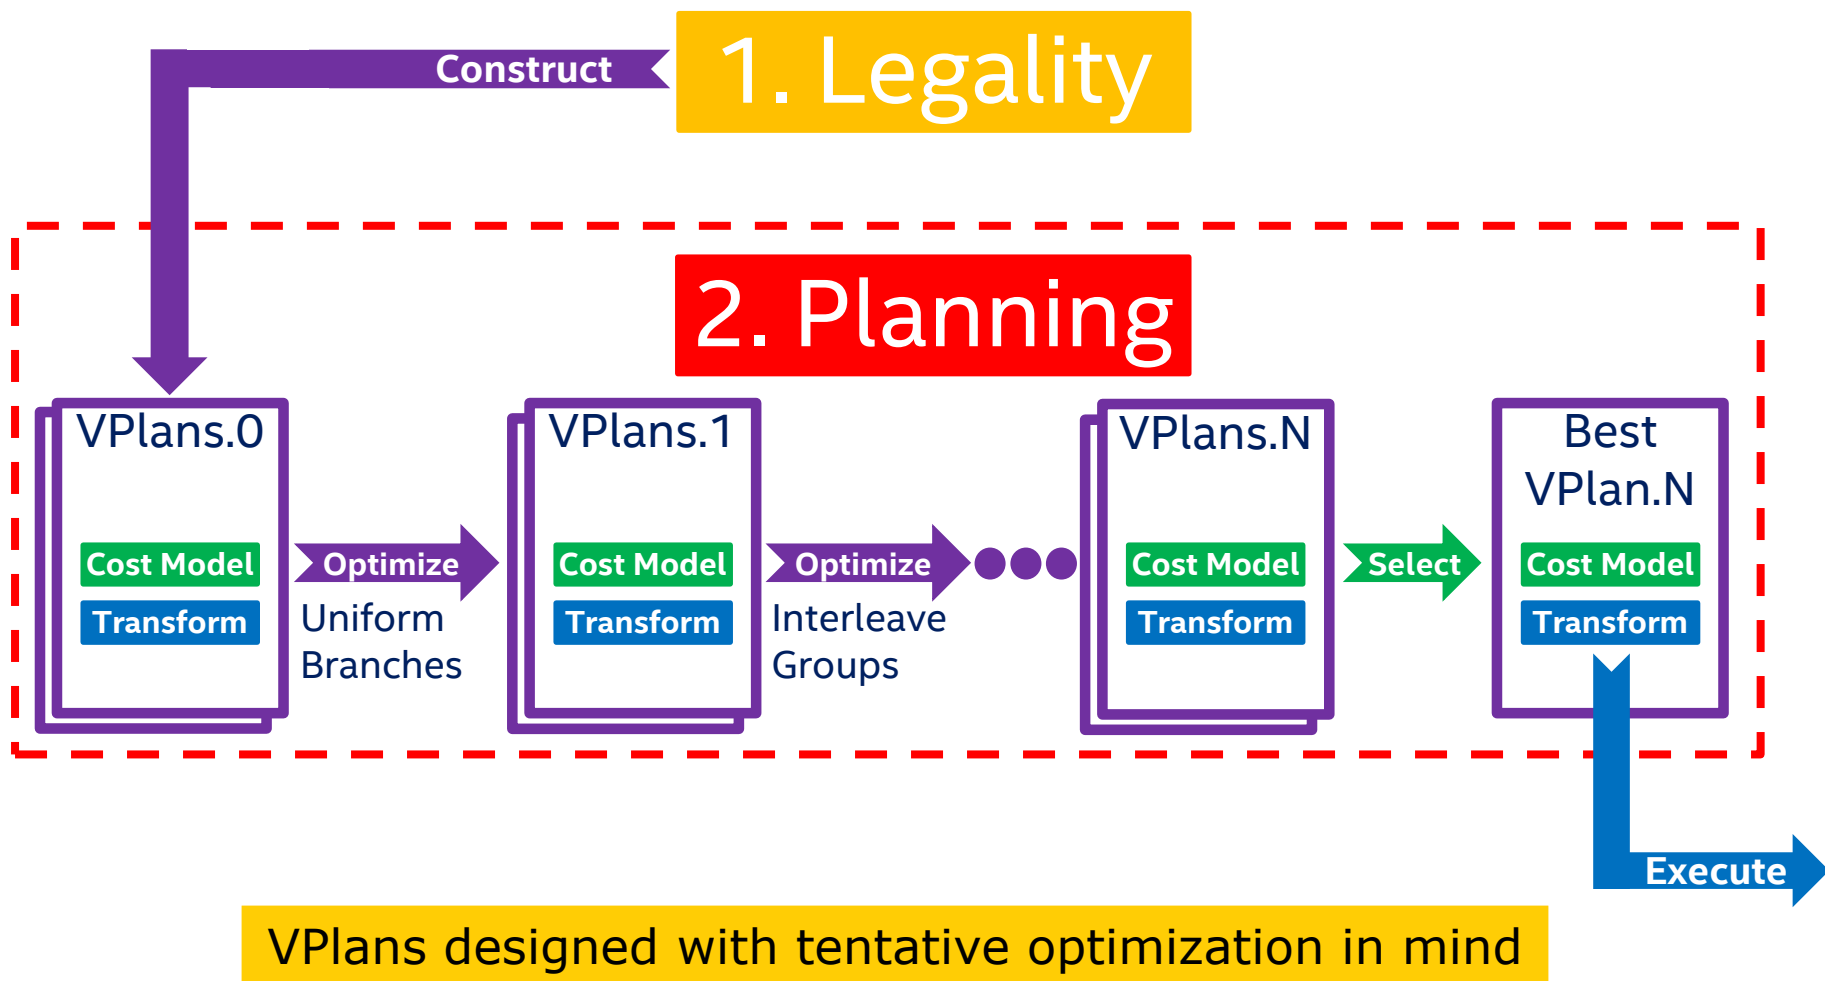 1. Legality
Construct
2. Planning
VPlans.0
Cost Model
Transform
Optimize
Uniform
Branches
VPlans.1
Cost Model
Transform
Optimize
Interleave
Groups
VPlans.N
Cost Model
Transform
Select
Best
VPlan.N
Cost Model
Transform
Execute
VPlans designed with tentative optimization in mind